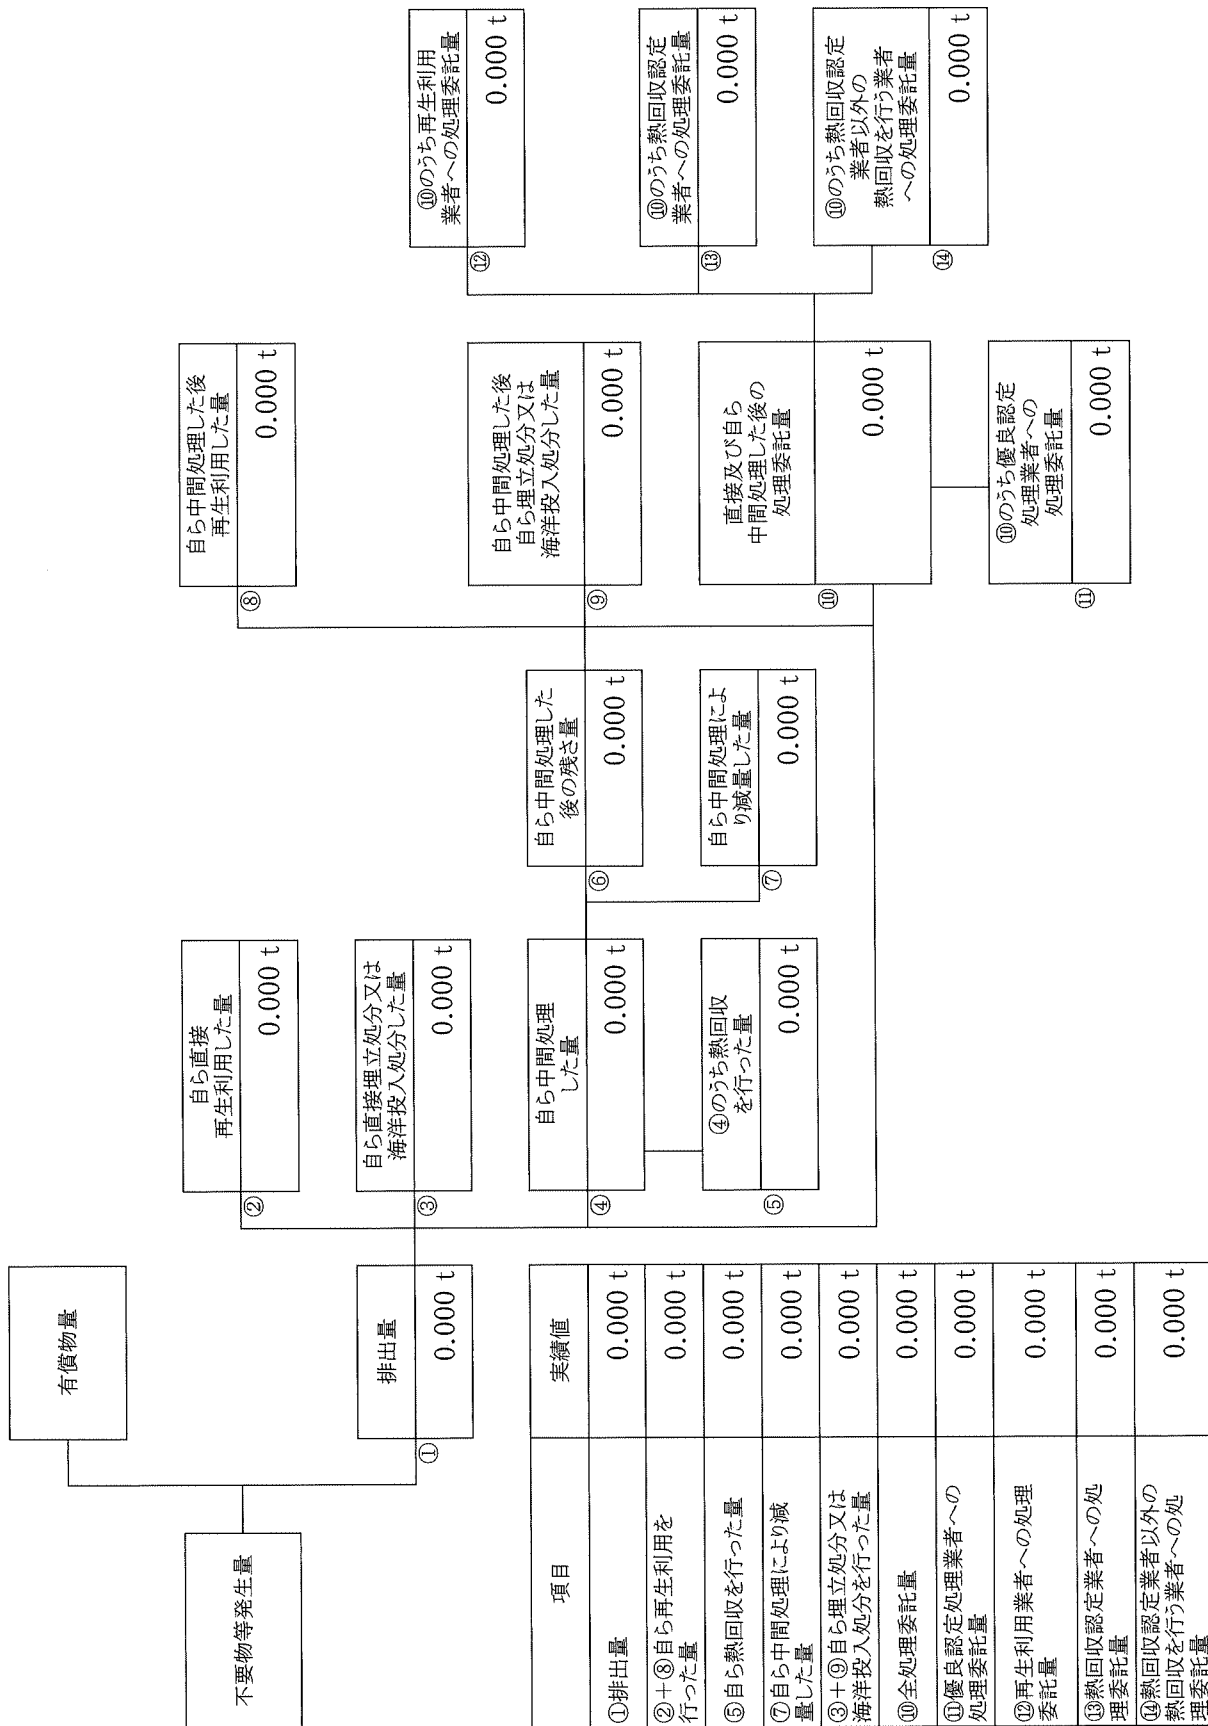 不要物等発生量
有償物量
排出量
①
0.000 t
自ら直接
再生利用した量
②
0.000 t
自ら直接埋立処分又は
海洋投入処分した量
③
0.000 t
自ら中間処理
した量
④
0.000 t
④のうち熱回収
を行った量
⑤
0.000 t
自ら中間処理した
後の残さ量
⑥
0.000 t
自ら中間処理によ
り減量した量
⑦
0.000 t
自ら中間処理した後
再生利用した量
⑧
0.000 t
自ら中間処理した後
自ら埋立処分又は
海洋投入処分した量
⑨
0.000 t
直接及び自ら
中間処理した後の
処理委託量
⑩
0.000 t
⑩のうち優良認定
処理業者への
処理委託量
⑪
0.000 t
⑩のうち再生利用
業者への処理委託量
⑫
0.000 t
⑩のうち熱回収認定
業者への処理委託量
⑬
0.000 t
⑩のうち熱回収認定
業者以外の
熱回収を行う業者
への処理委託量
⑭
0.000 t
項目 実績値
①排出量 0.000 t
②+⑧自ら再生利用を
行った量 0.000 t
⑤自ら熱回収を行った量 0.000 t
⑦自ら中間処理により減
量した量 0.000 t
③+⑨自ら埋立処分又は
海洋投入処分を行った量 0.000 t
⑩全処理委託量 0.000 t
⑪優良認定処理業者への
処理委託量 0.000 t
⑫再生利用業者への処理
委託量 0.000 t
⑬熱回収認定業者への処
理委託量 0.000 t
⑭熱回収認定業者以外の
熱回収を行う業者への処
理委託量 0.000 t